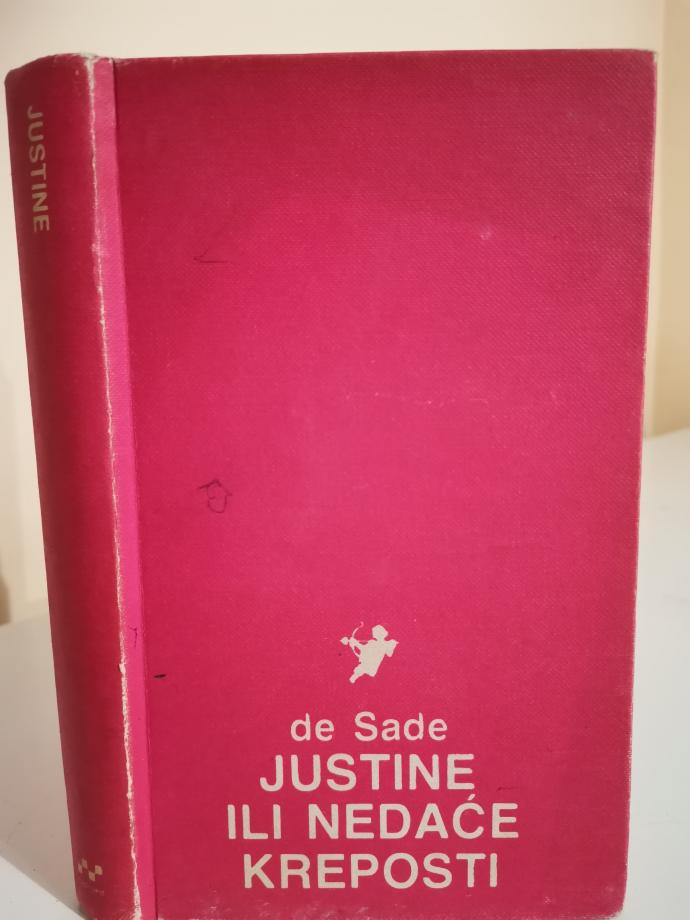 JUSTINE
de Sade
JUSTINE
ILI NEDAĆE
KREPOSTI